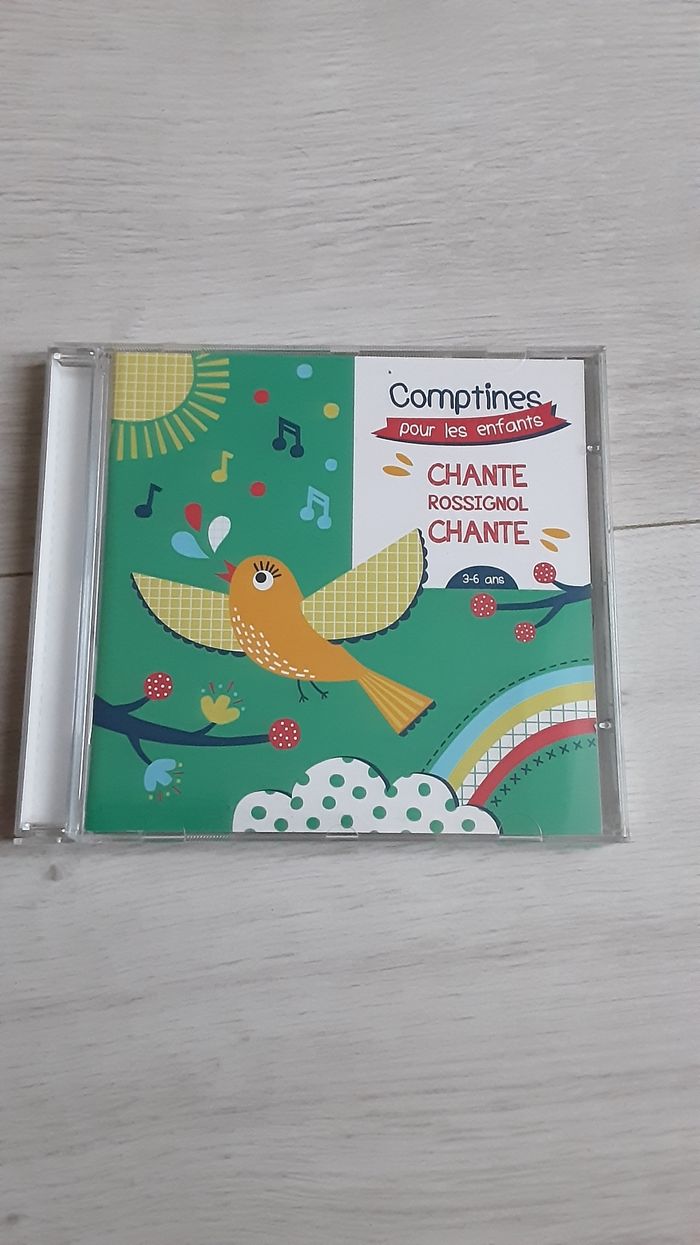 Comptines
pour les enfants
CHANTE
ROSSIGNOL
CHANTE
3-6 ans